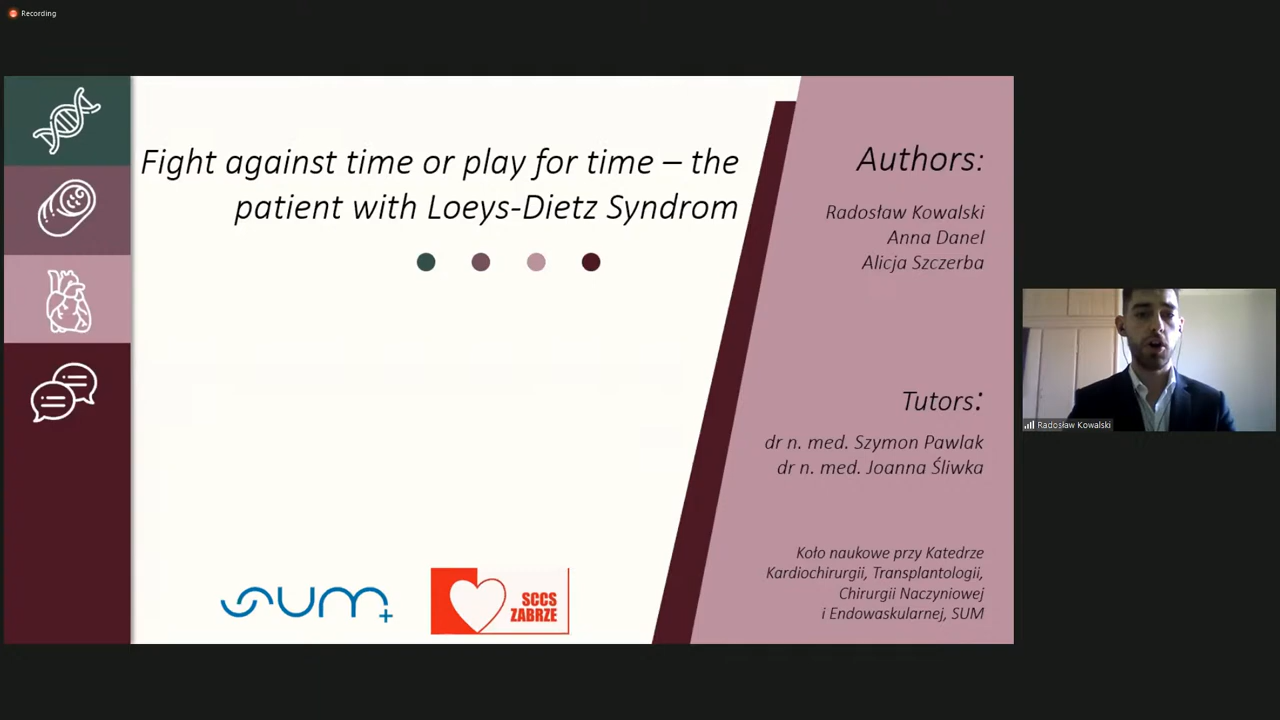 Recording
Fight against time or play for time – the
patient with Loeys-Dietz Syndrom
Authors:
Radosław Kowalski
Anna Danel
Alicja Szczerba
Tutors:
dr n. med. Szymon Pawlak
dr n. med. Joanna Śliwka
Koło naukowe przy Katedrze
Kardiochirurgii, Transplantologii,
Chirurgii Naczyniowej
i Endowaskularnej, SUM
SUM
SCCS
ZABRZE
Radosław Kowalski